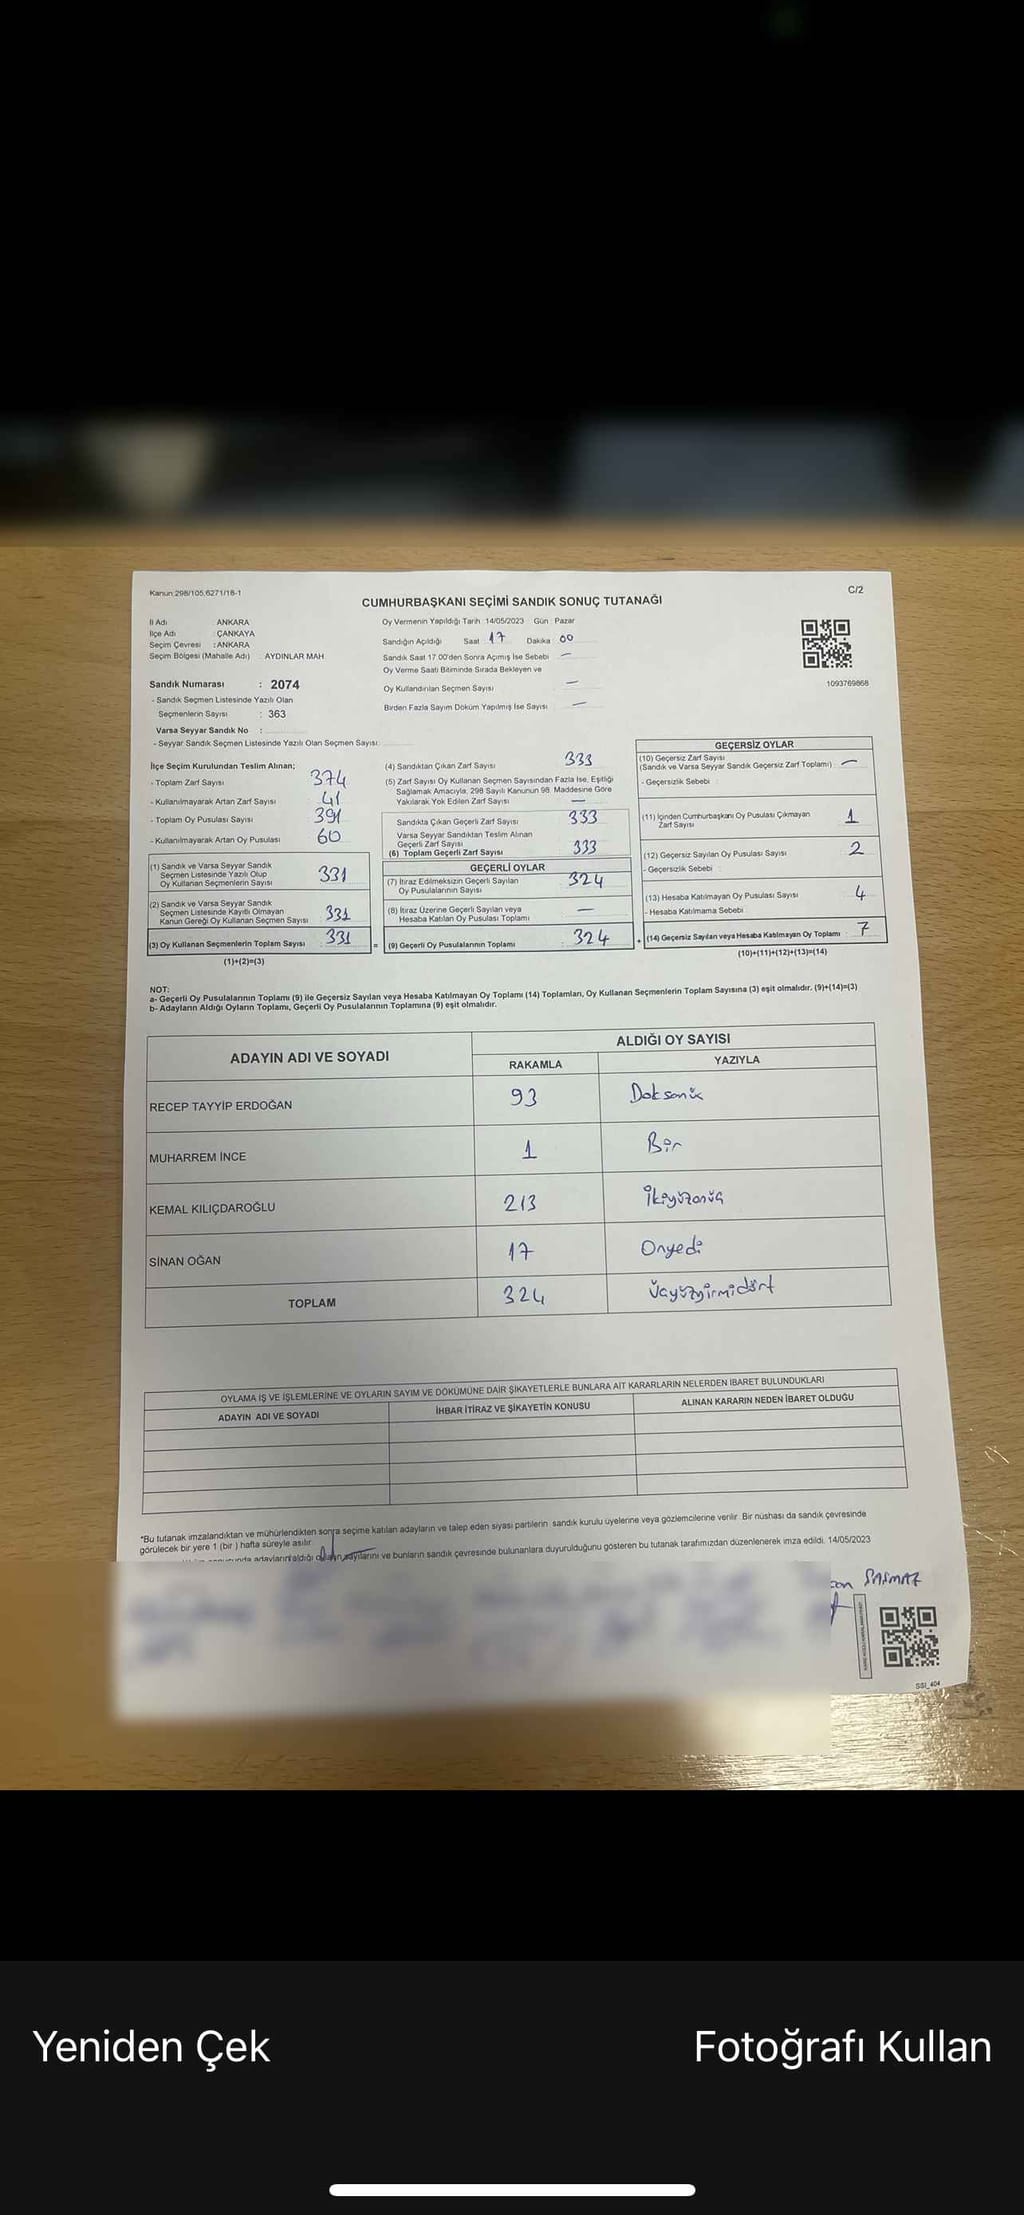 Kanun:298/105,6271/18-1
C/2
CUMHURBAŞKANI SEÇİMİ SANDIK SONUÇ TUTANAĞI
İl Adı : ANKARA
İlçe Adı : ÇANKAYA
Seçim Çevresi : ANKARA
Seçim Bölgesi (Mahalle Adı) AYDINLAR MAH
Oy Vermenin Yapıldığı Tarih 14/05/2023 Gün Pazar
Sandığın Açıldığı Saat 17 Dakika 00
Sandık Saat 17.00'den Sonra Açımış İse Sebebi —
Oy Verme Saati Bitiminde Sırada Bekleyen ve
Oy Kullandırılan Seçmen Sayısı —
Birden Fazla Sayım Döküm Yapılmış İse Sayısı —
1093769868
Sandık Numarası : 2074
- Sandık Seçmen Listesinde Yazılı Olan
Seçmenlerin Sayısı : 363
Varsa Seyyar Sandık No :
- Seyyar Sandık Seçmen Listesinde Yazılı Olan Seçmen Sayısı:
İlçe Seçim Kurulundan Teslim Alınan;
- Toplam Zarf Sayısı 374
- Kullanılmayarak Artan Zarf Sayısı 41
- Toplam Oy Pusulası Sayısı 391
- Kullanılmayarak Artan Oy Pusulası 60
(1) Sandık ve Varsa Seyyar Sandık
Seçmen Listesinde Yazılı Olup
Oy Kullanan Seçmenlerin Sayısı 331
(2) Sandık ve Varsa Seyyar Sandık
Seçmen Listesinde Kayıtlı Olmayan
Kanun Gereği Oy Kullanan Seçmen Sayısı 331
(3) Oy Kullanan Seçmenlerin Toplam Sayısı 331
(1)+(2)=(3)
(4) Sandıktan Çıkan Zarf Sayısı 333
(5) Zarf Sayısı Oy Kullanan Seçmen Sayısından Fazla İse, Eşitliği
Sağlamak Amacıyla, 298 Sayılı Kanunun 98. Maddesine Göre
Yakılarak Yok Edilen Zarf Sayısı —
Sandıkta Çıkan Geçerli Zarf Sayısı 333
Varsa Seyyar Sandıktan Teslim Alınan
Geçerli Zarf Sayısı
(6) Toplam Geçerli Zarf Sayısı 333
GEÇERLİ OYLAR
(7) İtiraz Edilmeksizin Geçerli Sayılan
Oy Pusulalarının Sayısı 324
(8) İtiraz Üzerine Geçerli Sayılan veya
Hesaba Katılan Oy Pusulası Toplamı —
= (9) Geçerli Oy Pusulalarının Toplamı 324
GEÇERSİZ OYLAR
(10) Geçersiz Zarf Sayısı
(Sandık ve Varsa Seyyar Sandık Geçersiz Zarf Toplamı) —
- Geçersizlik Sebebi :
(11) İçinden Cumhurbaşkanı Oy Pusulası Çıkmayan
Zarf Sayısı 1
(12) Geçersiz Sayılan Oy Pusulası Sayısı 2
- Geçersizlik Sebebi :
(13) Hesaba Katılmayan Oy Pusulası Sayısı 4
- Hesaba Katılmama Sebebi :
+ (14) Geçersiz Sayılan veya Hesaba Katılmayan Oy Toplamı 7
(10)+(11)+(12)+(13)=(14)
NOT:
a- Geçerli Oy Pusulalarının Toplamı (9) ile Geçersiz Sayılan veya Hesaba Katılmayan Oy Toplamı (14) Toplamları, Oy Kullanan Seçmenlerin Toplam Sayısına (3) eşit olmalıdır. (9)+(14)=(3)
b- Adayların Aldığı Oyların Toplamı, Geçerli Oy Pusulalarının Toplamına (9) eşit olmalıdır.
ADAYIN ADI VE SOYADI
ALDIĞI OY SAYISI
RAKAMLA YAZIYLA
RECEP TAYYİP ERDOĞAN 93 Doksanüç
MUHARREM İNCE 1 Bir
KEMAL KILIÇDAROĞLU 213 İkiyüzonüç
SİNAN OĞAN 17 Onyedi
TOPLAM 324 Üçyüzyirmidört
OYLAMA İŞ VE İŞLEMLERİNE VE OYLARIN SAYIM VE DÖKÜMÜNE DAİR ŞİKAYETLERLE BUNLARA AİT KARARLARIN NELERDEN İBARET BULUNDUKLARI
ADAYIN ADI VE SOYADI İHBAR İTİRAZ VE ŞİKAYETİN KONUSU ALINAN KARARIN NEDEN İBARET OLDUĞU
*Bu tutanak imzalandıktan ve mühürlendikten sonra seçime katılan adayların ve talep eden siyasi partilerin sandık kurulu üyelerine veya gözlemcilerine verilir. Bir nüshası da sandık çevresinde
görülecek bir yere 1 (bir) hafta süreyle asılır.
adayların aldığı oyların sayılarını ve bunların sandık çevresinde bulunanlara duyurulduğunu gösteren bu tutanak tarafımızdan düzenlenerek imza edildi. 14/05/2023
SSI_404
Yeniden Çek
Fotoğrafı Kullan